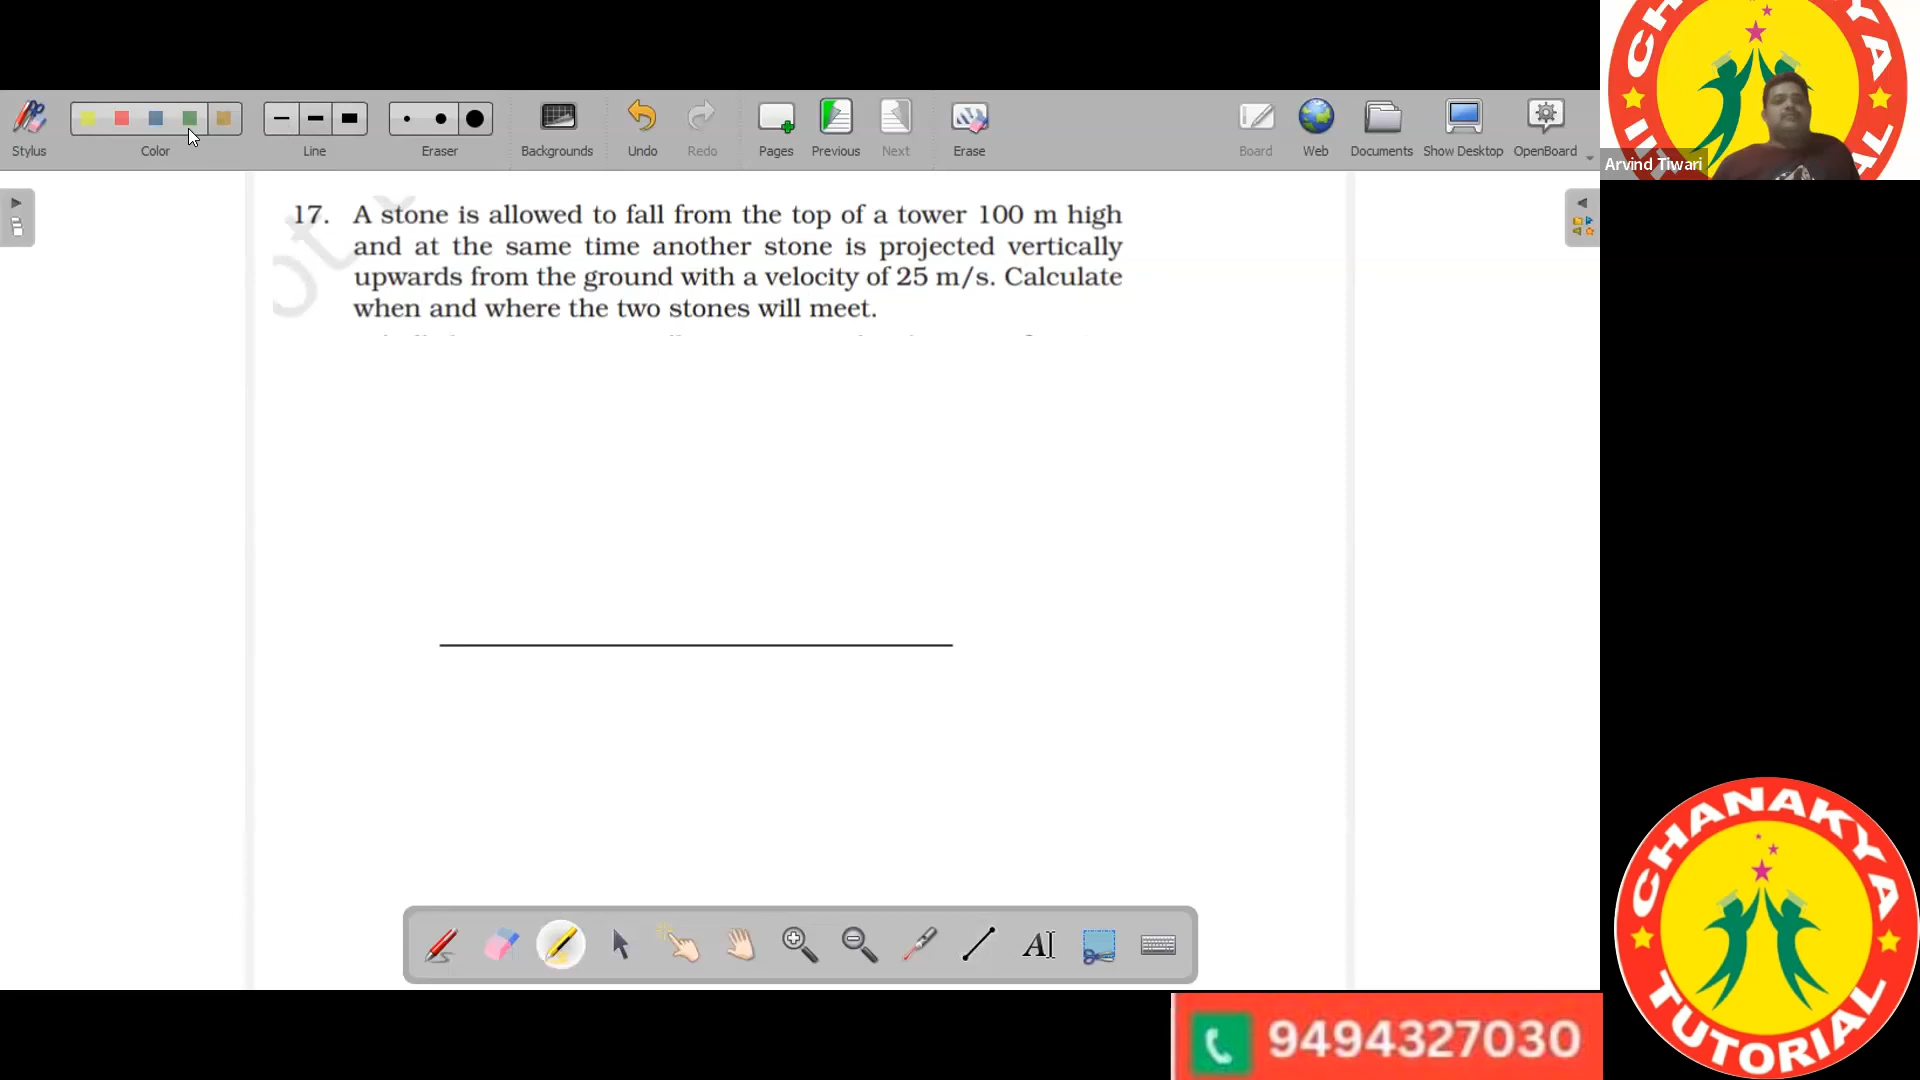 CHANAKYA TUTORIAL
Arvind Tiwari
Stylus
Color
Line
Eraser
Backgrounds
Undo
Redo
Pages
Previous
Next
Erase
Board
Web
Documents
Show Desktop
OpenBoard
17. A stone is allowed to fall from the top of a tower 100 m high
and at the same time another stone is projected vertically
upwards from the ground with a velocity of 25 m/s. Calculate
when and where the two stones will meet.
AI
9494327030